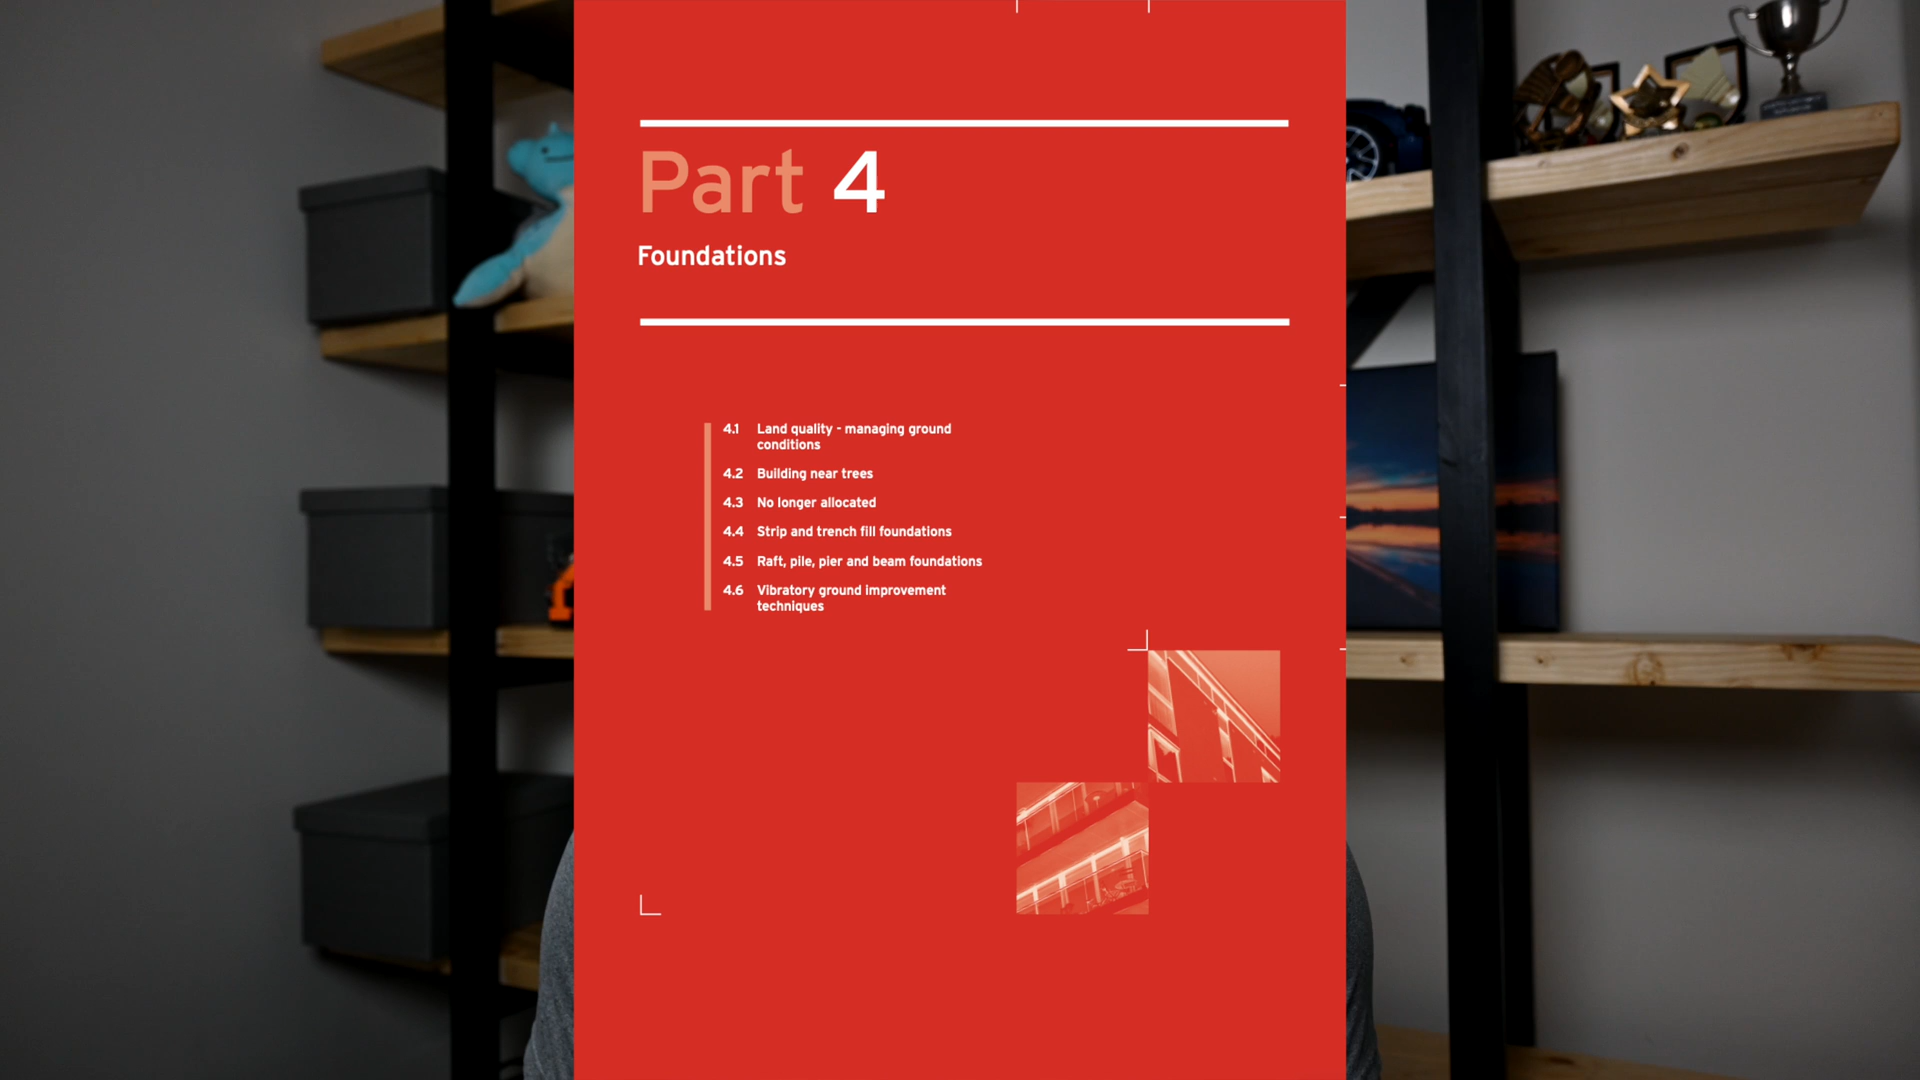 Part 4
Foundations
4.1 Land quality - managing ground
conditions
4.2 Building near trees
4.3 No longer allocated
4.4 Strip and trench fill foundations
4.5 Raft, pile, pier and beam foundations
4.6 Vibratory ground improvement
techniques